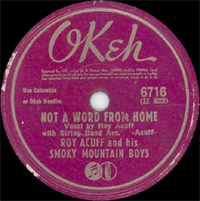 OKeh
Use Columbia
or Okeh Needles
6716
NOT A WORD FROM HOME
Vocal by Roy Acuff
with String Band Acc. -Acuff-
ROY ACUFF and his
SMOKY MOUNTAIN BOYS